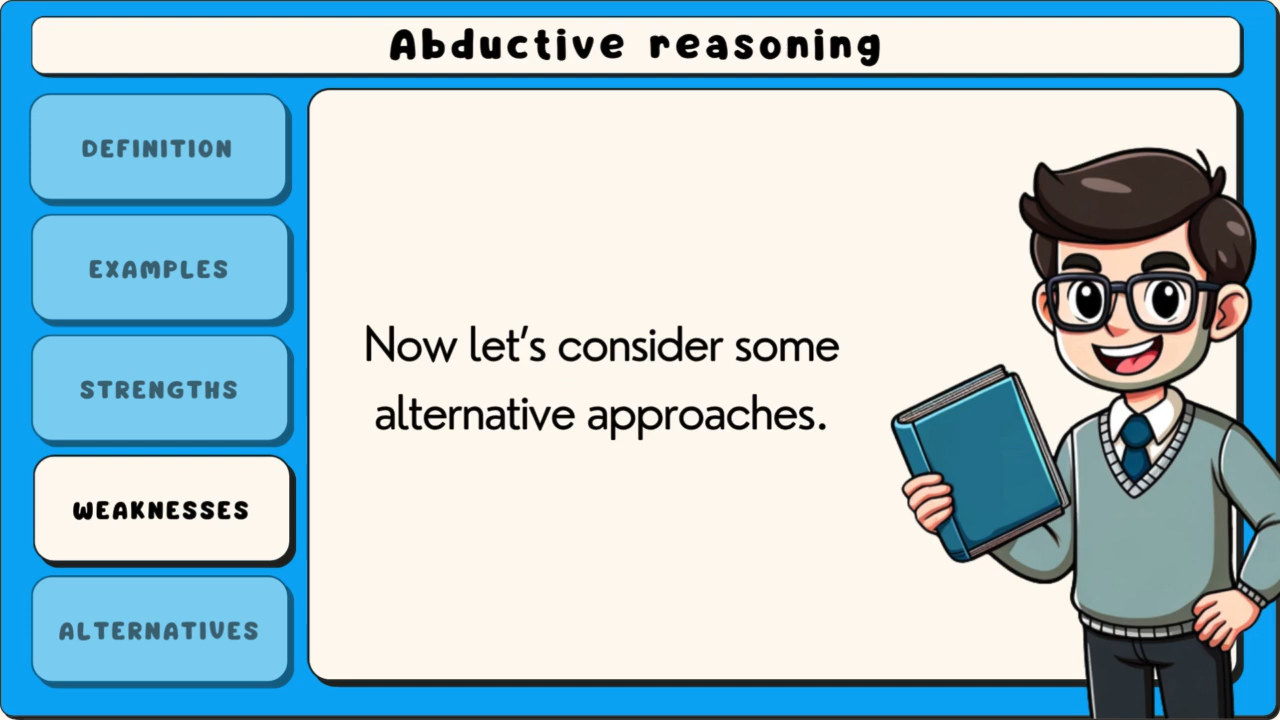 Abductive reasoning
DEFINITION
EXAMPLES
STRENGTHS
WEAKNESSES
ALTERNATIVES
Now let's consider some
alternative approaches.